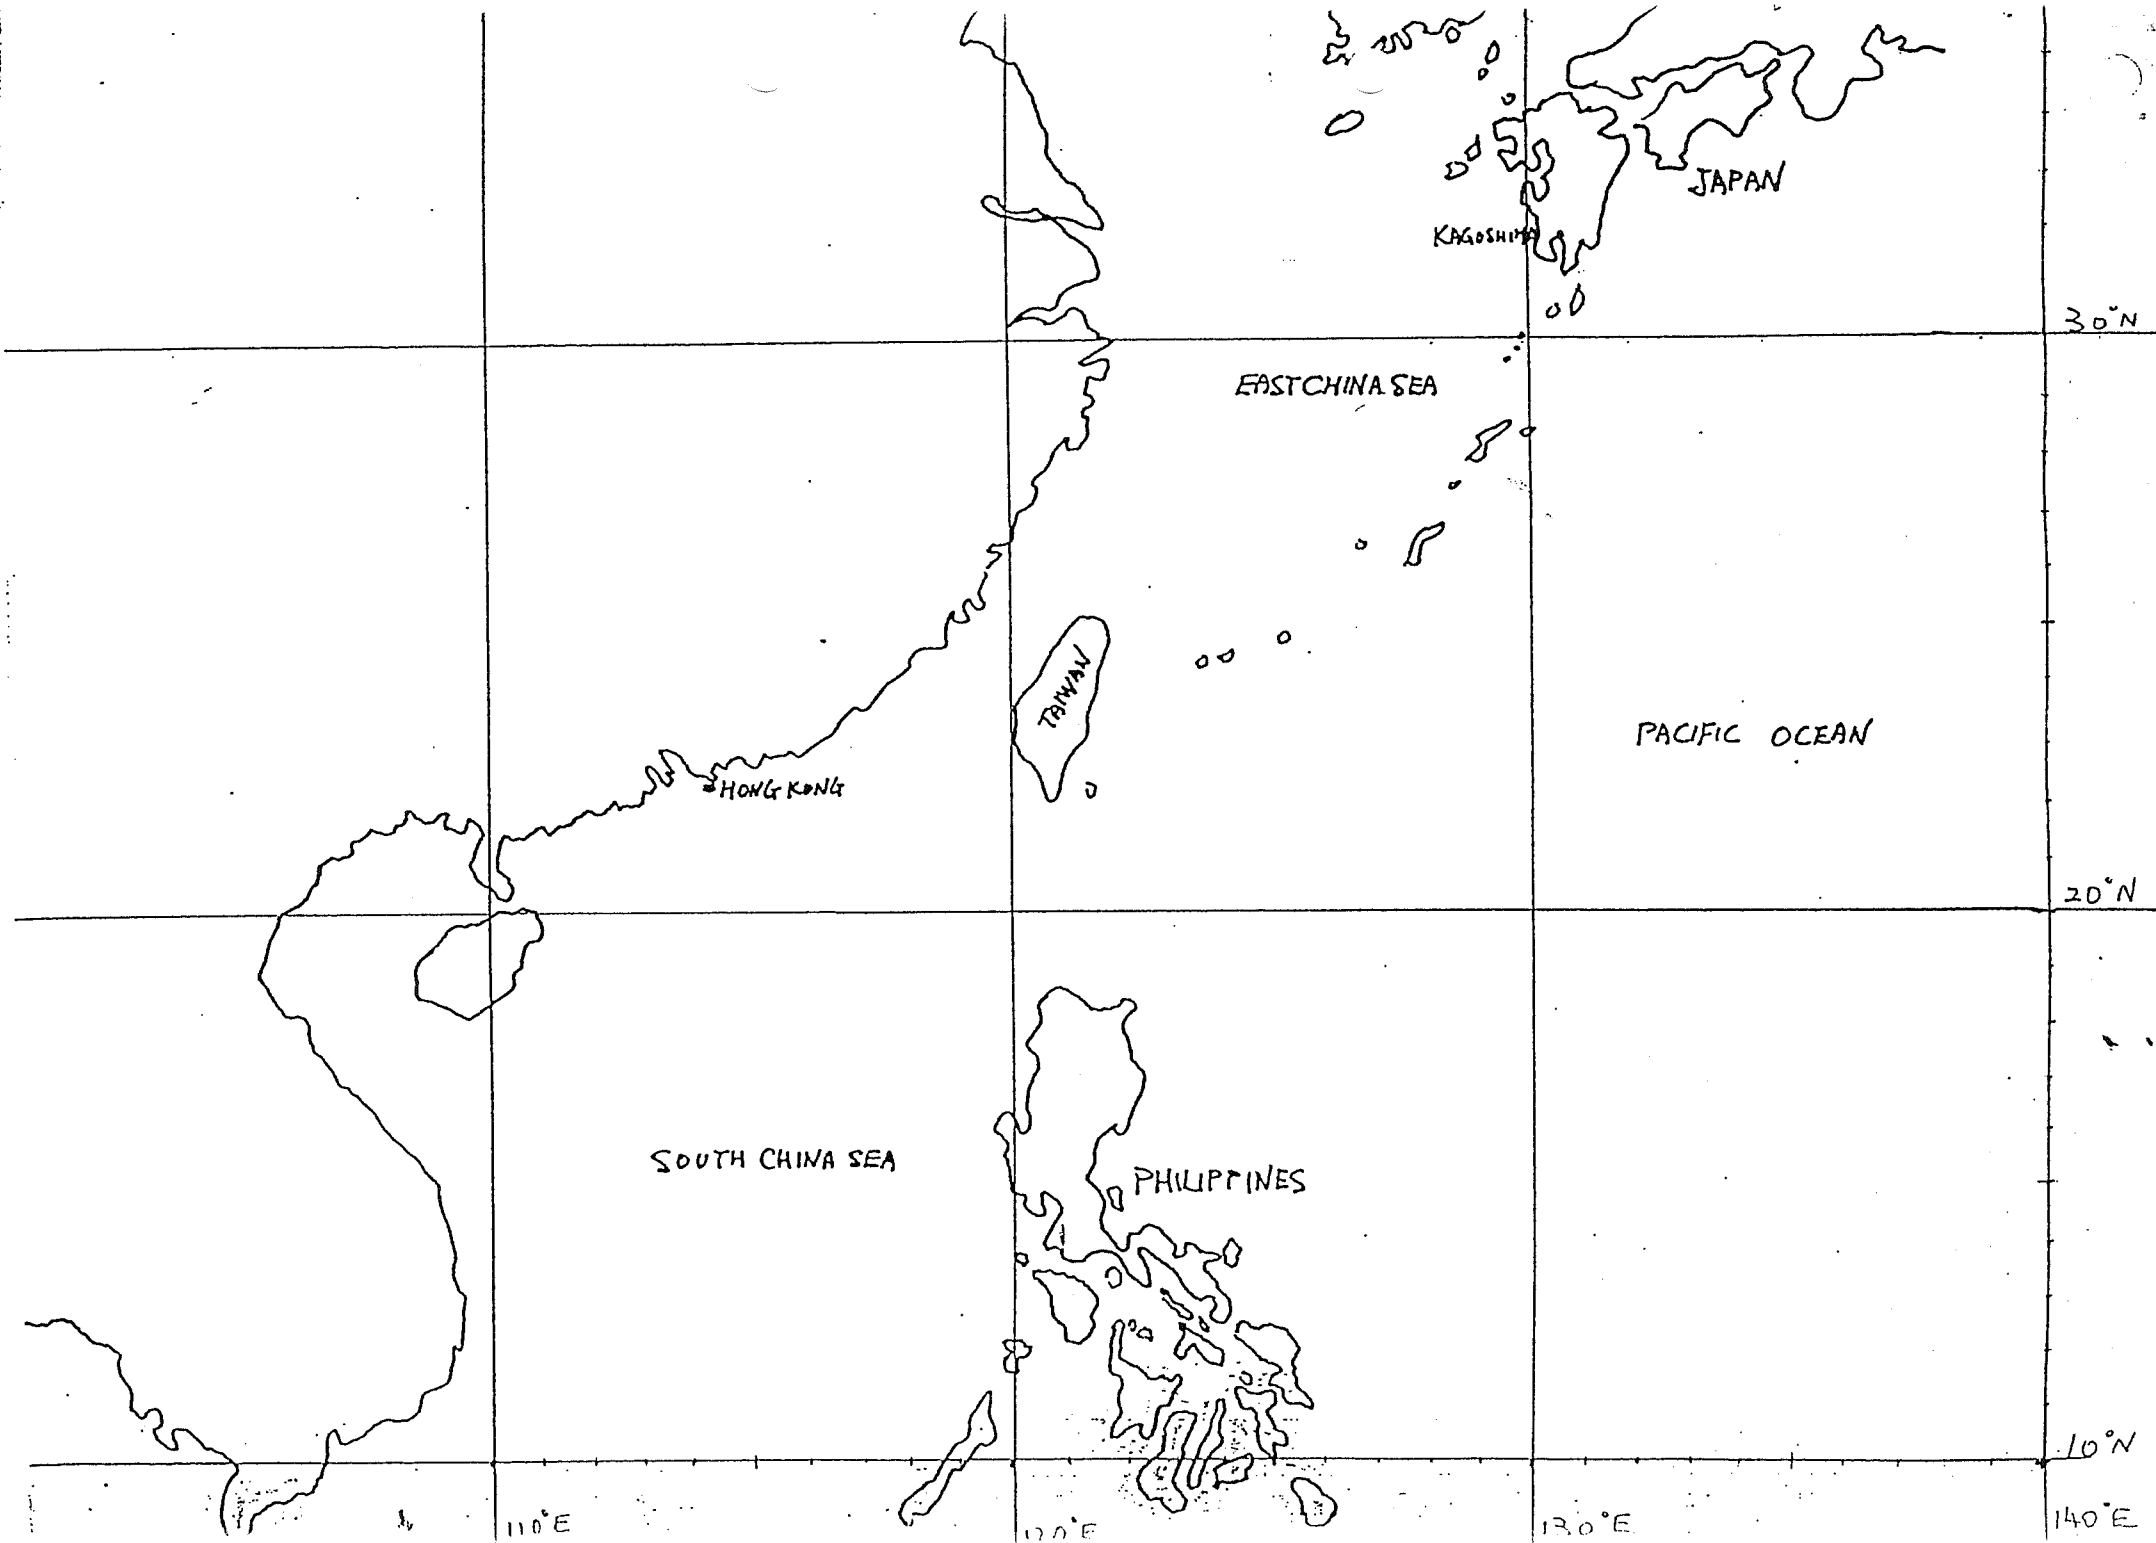 JAPAN
KAGOSHIMA
30°N
EAST CHINA SEA
TAIWAN
PACIFIC OCEAN
HONG KONG
20°N
SOUTH CHINA SEA
PHILIPPINES
10°N
110°E
120°E
130°E
140°E